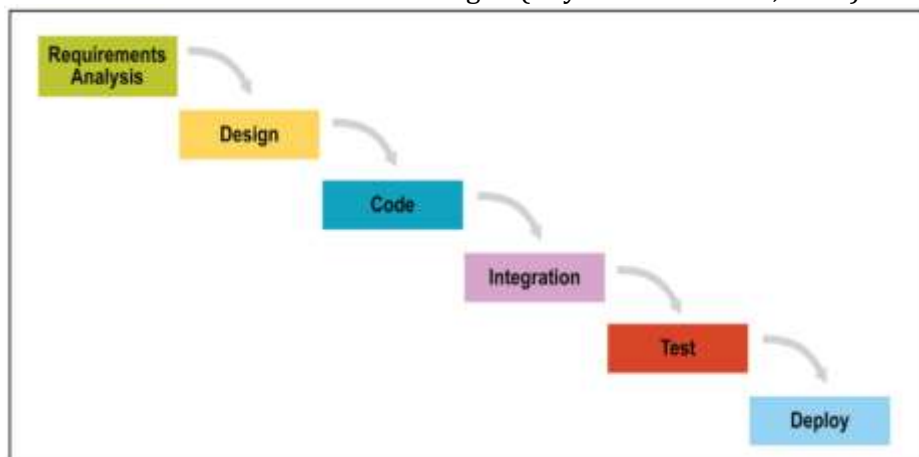 Requirements
Analysis
Design
Code
Integration
Test
Deploy